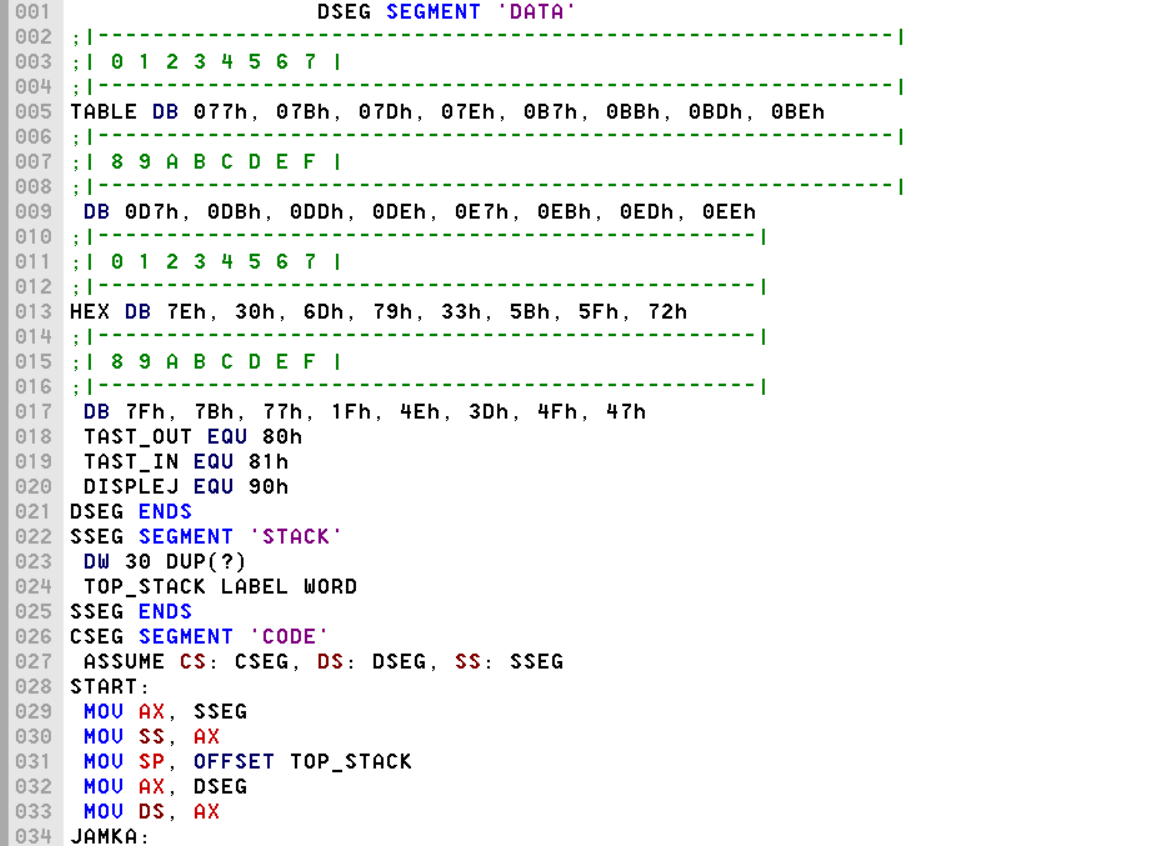 001                   DSEG SEGMENT 'DATA'
002 ;|----------------------------------------------------------|
003 ;| 0 1 2 3 4 5 6 7 |
004 ;|----------------------------------------------------------|
005 TABLE DB 077h, 07Bh, 07Dh, 07Eh, 0B7h, 0BBh, 0BDh, 0BEh
006 ;|----------------------------------------------------------|
007 ;| 8 9 A B C D E F |
008 ;|----------------------------------------------------------|
009  DB 0D7h, 0DBh, 0DDh, 0DEh, 0E7h, 0EBh, 0EDh, 0EEh
010 ;|------------------------------------------------|
011 ;| 0 1 2 3 4 5 6 7 |
012 ;|------------------------------------------------|
013 HEX DB 7Eh, 30h, 6Dh, 79h, 33h, 5Bh, 5Fh, 72h
014 ;|------------------------------------------------|
015 ;| 8 9 A B C D E F |
016 ;|------------------------------------------------|
017  DB 7Fh, 7Bh, 77h, 1Fh, 4Eh, 3Dh, 4Fh, 47h
018  TAST_OUT EQU 80h
019  TAST_IN EQU 81h
020  DISPLEJ EQU 90h
021 DSEG ENDS
022 SSEG SEGMENT 'STACK'
023  DW 30 DUP(?)
024  TOP_STACK LABEL WORD
025 SSEG ENDS
026 CSEG SEGMENT 'CODE'
027  ASSUME CS: CSEG, DS: DSEG, SS: SSEG
028 START:
029  MOV AX, SSEG
030  MOV SS, AX
031  MOV SP, OFFSET TOP_STACK
032  MOV AX, DSEG
033  MOV DS, AX
034 JAMKA: